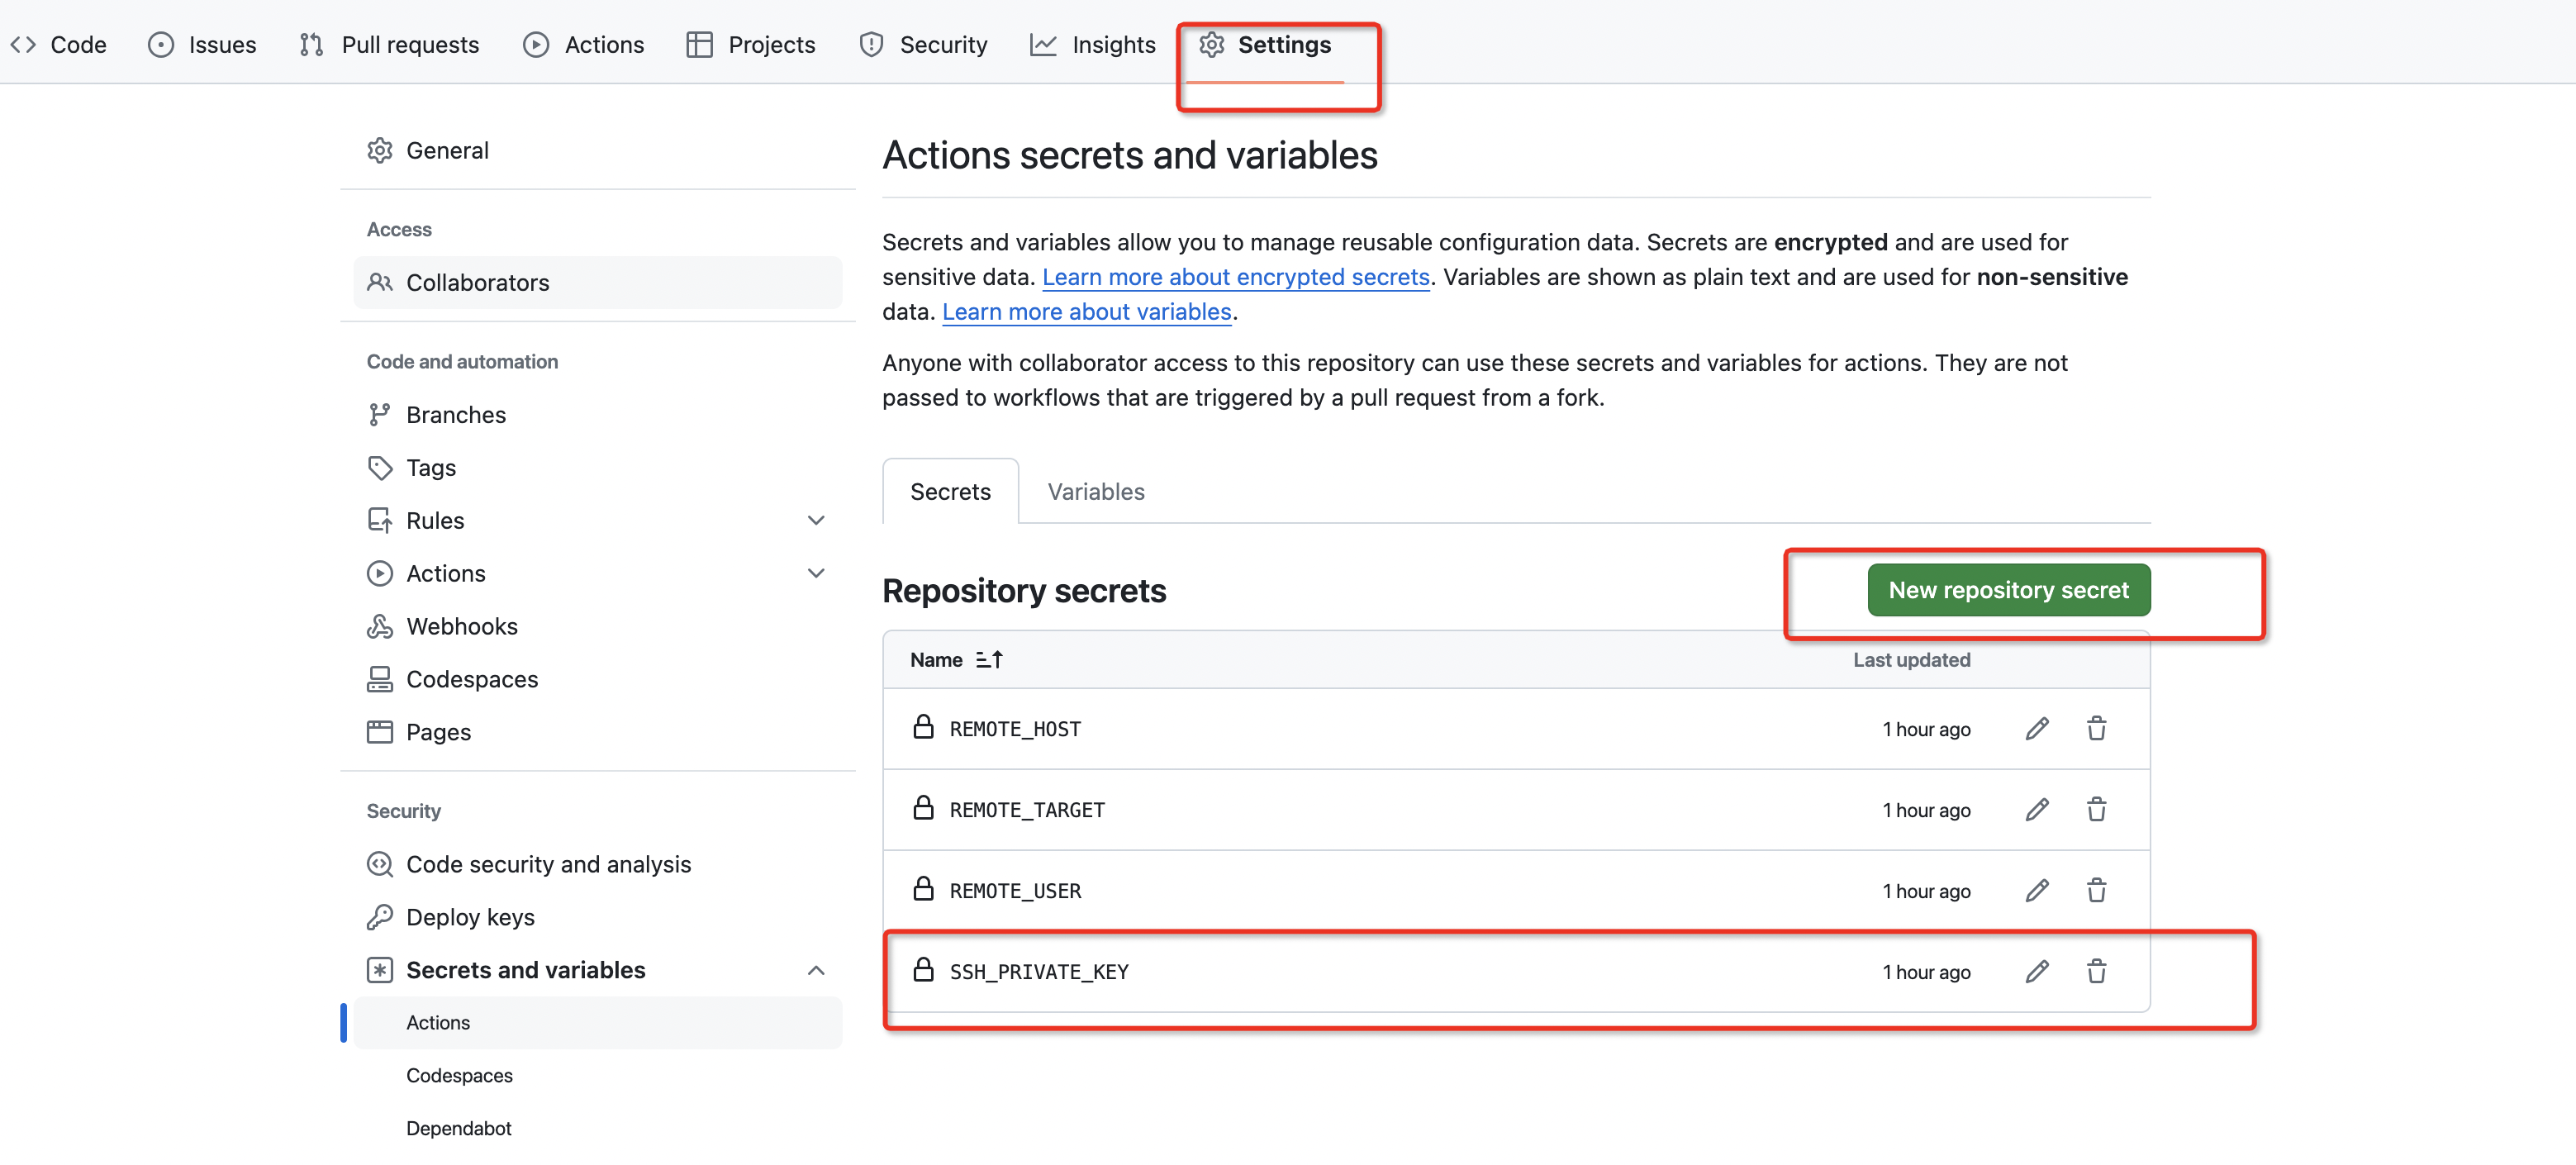 Code Issues Pull requests Actions Projects Security Insights Settings
General
Access
Collaborators
Code and automation
Branches
Tags
Rules
Actions
Webhooks
Codespaces
Pages
Security
Code security and analysis
Deploy keys
Secrets and variables
Actions
Codespaces
Dependabot
Actions secrets and variables
Secrets and variables allow you to manage reusable configuration data. Secrets are encrypted and are used for
sensitive data. Learn more about encrypted secrets. Variables are shown as plain text and are used for non-sensitive
data. Learn more about variables.
Anyone with collaborator access to this repository can use these secrets and variables for actions. They are not
passed to workflows that are triggered by a pull request from a fork.
Secrets Variables
Repository secrets New repository secret
Name Last updated
REMOTE_HOST 1 hour ago
REMOTE_TARGET 1 hour ago
REMOTE_USER 1 hour ago
SSH_PRIVATE_KEY 1 hour ago